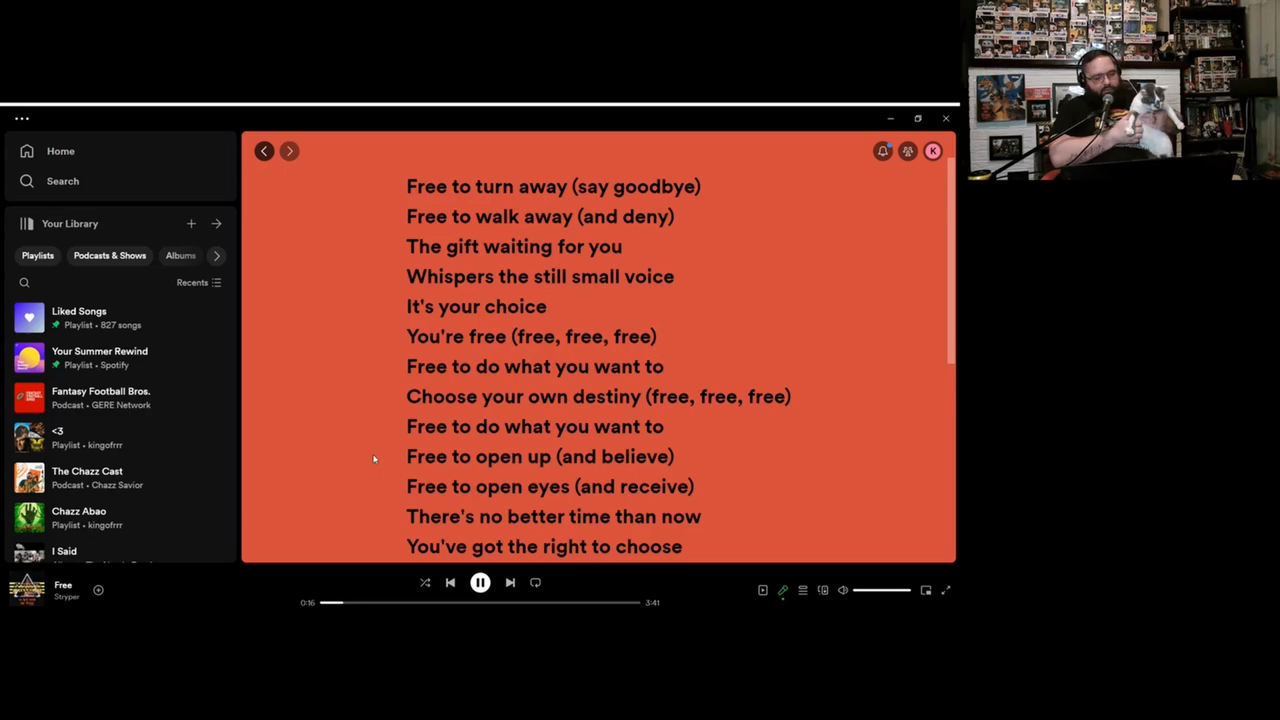 Home
Search
Your Library
Playlists
Podcasts & Shows
Albums
Recents
Liked Songs
Playlist • 827 songs
Your Summer Rewind
Playlist • Spotify
Fantasy Football Bros.
Podcast • GERE Network
<3
Playlist • kingofrrr
The Chazz Cast
Podcast • Chazz Savior
Chazz Abao
Playlist • kingofrrr
I Said
K
Free to turn away (say goodbye)
Free to walk away (and deny)
The gift waiting for you
Whispers the still small voice
It's your choice
You're free (free, free, free)
Free to do what you want to
Choose your own destiny (free, free, free)
Free to do what you want to
Free to open up (and believe)
Free to open eyes (and receive)
There's no better time than now
You've got the right to choose
Free
Stryper
0:16
3:41